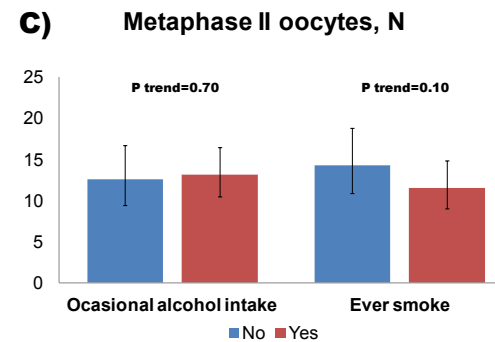 C) Metaphase II oocytes, N
25
P trend=0.70 P trend=0.10
20
15
10
5
0
Ocasional alcohol intake Ever smoke
No Yes